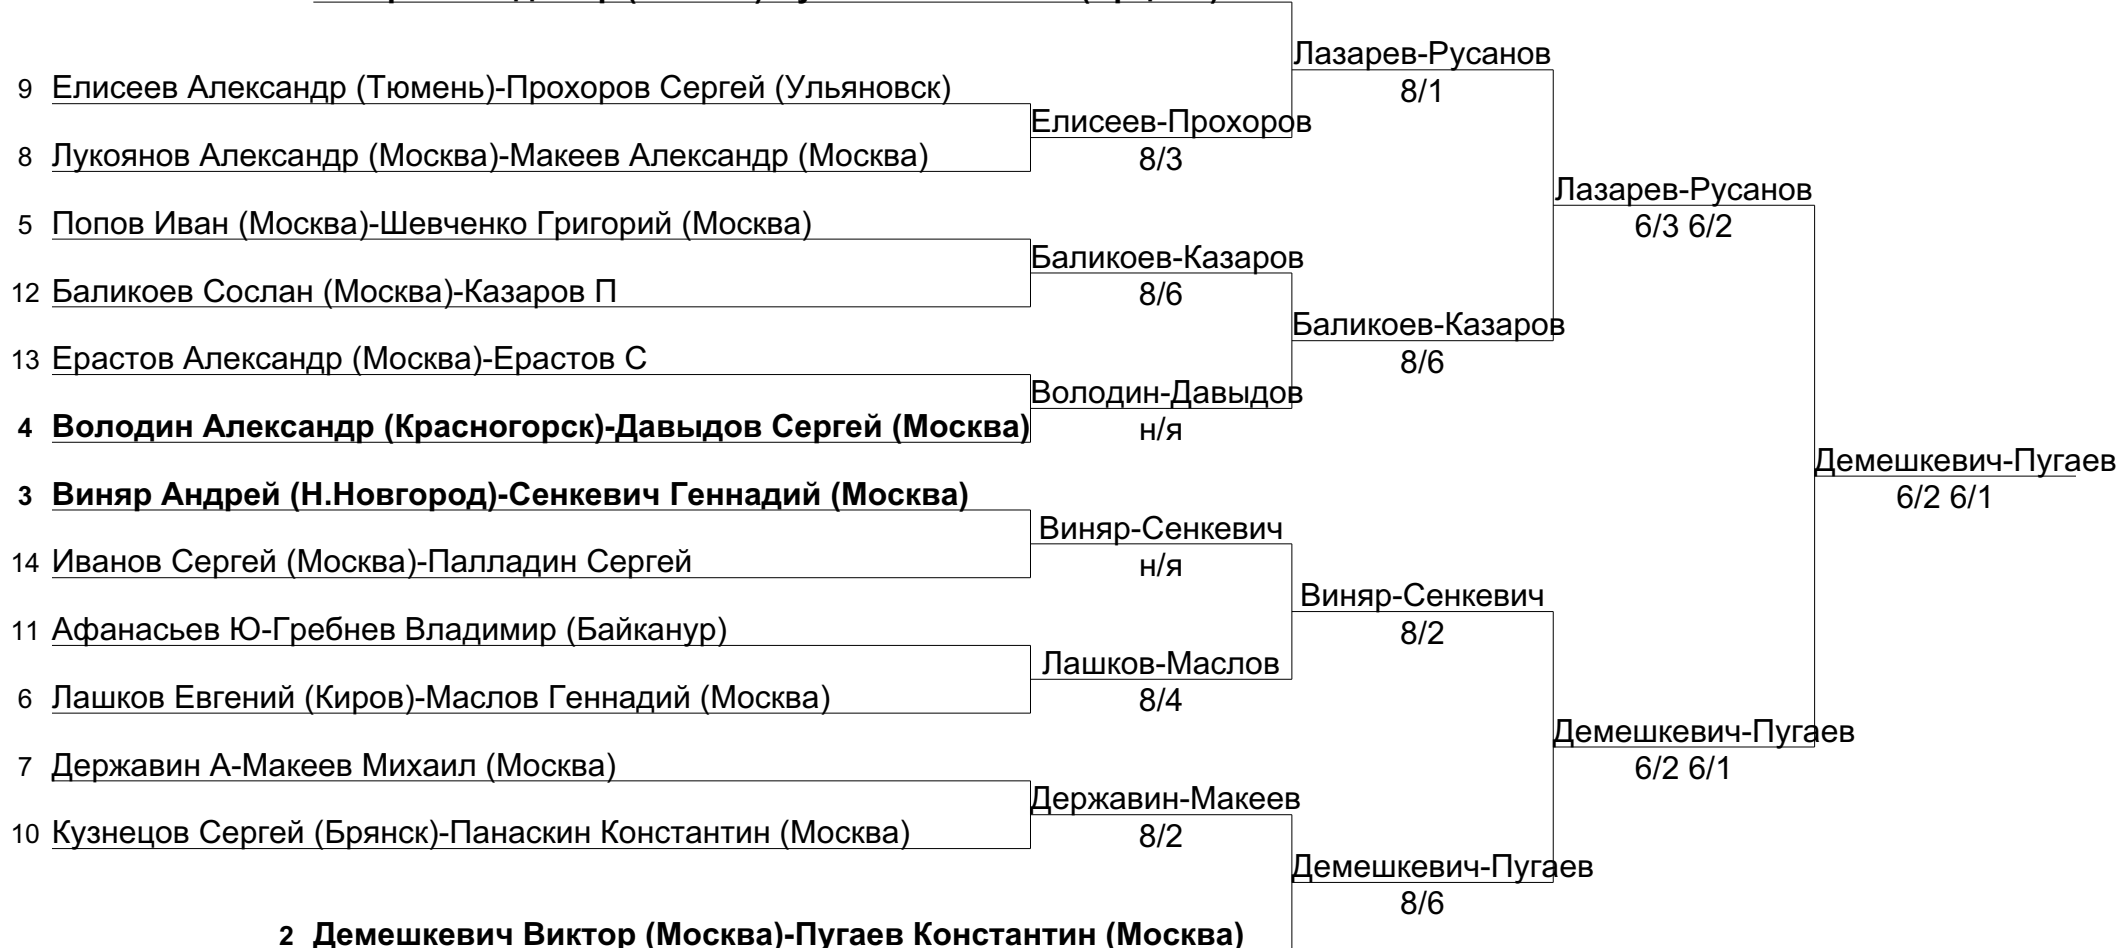 Лазарев-Русанов
8/1
9 Елисеев Александр (Тюмень)-Прохоров Сергей (Ульяновск)
Елисеев-Прохоров
8/3
8 Лукоянов Александр (Москва)-Макеев Александр (Москва)
Лазарев-Русанов
6/3 6/2
5 Попов Иван (Москва)-Шевченко Григорий (Москва)
Баликоев-Казаров
8/6
12 Баликоев Сослан (Москва)-Казаров П
Баликоев-Казаров
8/6
13 Ерастов Александр (Москва)-Ерастов С
Володин-Давыдов
н/я
4 Володин Александр (Красногорск)-Давыдов Сергей (Москва)
Демешкевич-Пугаев
6/2 6/1
3 Виняр Андрей (Н.Новгород)-Сенкевич Геннадий (Москва)
Виняр-Сенкевич
н/я
14 Иванов Сергей (Москва)-Палладин Сергей
Виняр-Сенкевич
8/2
11 Афанасьев Ю-Гребнев Владимир (Байканур)
Лашков-Маслов
8/4
6 Лашков Евгений (Киров)-Маслов Геннадий (Москва)
Демешкевич-Пугаев
6/2 6/1
7 Державин А-Макеев Михаил (Москва)
Державин-Макеев
8/2
10 Кузнецов Сергей (Брянск)-Панаскин Константин (Москва)
Демешкевич-Пугаев
8/6
2 Демешкевич Виктор (Москва)-Пугаев Константин (Москва)